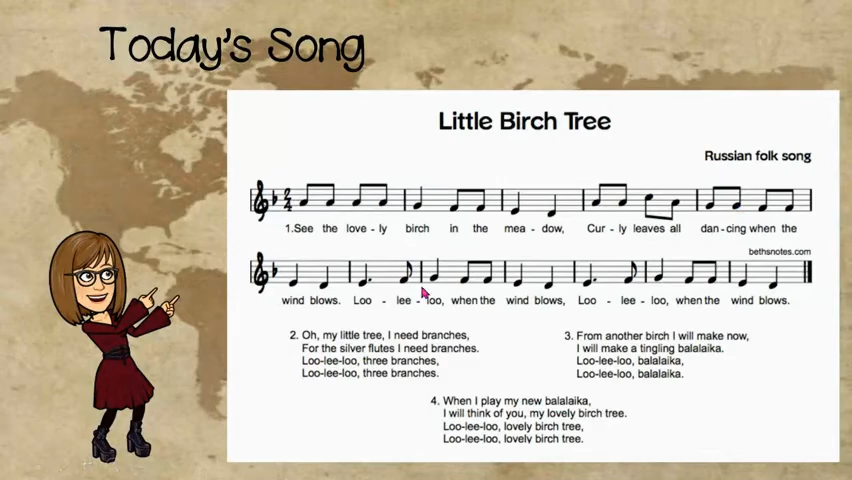 Today's Song
Little Birch Tree
Russian folk song
2
4
1.See the love - ly birch in the mea - dow, Cur - ly leaves all dan - cing when the
bethsnotes.com
wind blows. Loo - lee - loo, when the wind blows, Loo - lee - loo, when the wind blows.
2. Oh, my little tree, I need branches,
For the silver flutes I need branches.
Loo-lee-loo, three branches,
Loo-lee-loo, three branches.
3. From another birch I will make now,
I will make a tingling balalaika.
Loo-lee-loo, balalaika,
Loo-lee-loo, balalaika.
4. When I play my new balalaika,
I will think of you, my lovely birch tree.
Loo-lee-loo, lovely birch tree,
Loo-lee-loo, lovely birch tree.